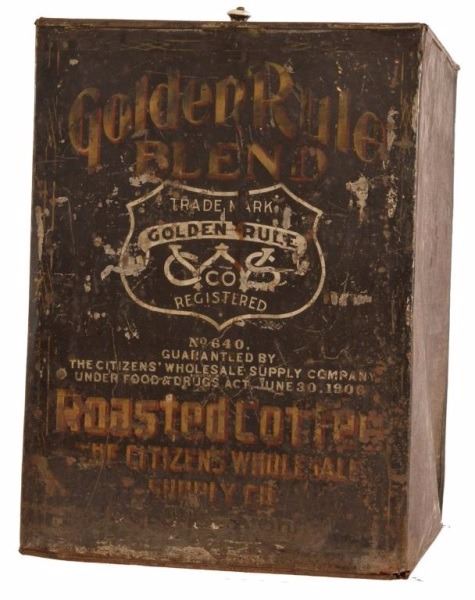 Golden Rule
BLEND
TRADE MARK
GOLDEN RULE
CO
REGISTERED
No 640.
GUARANTEED BY
THE CITIZENS' WHOLESALE SUPPLY COMPANY
UNDER FOOD & DRUGS ACT, JUNE 30, 1906
Roasted Coffee
THE CITIZENS WHOLESALE
SUPPLY CO